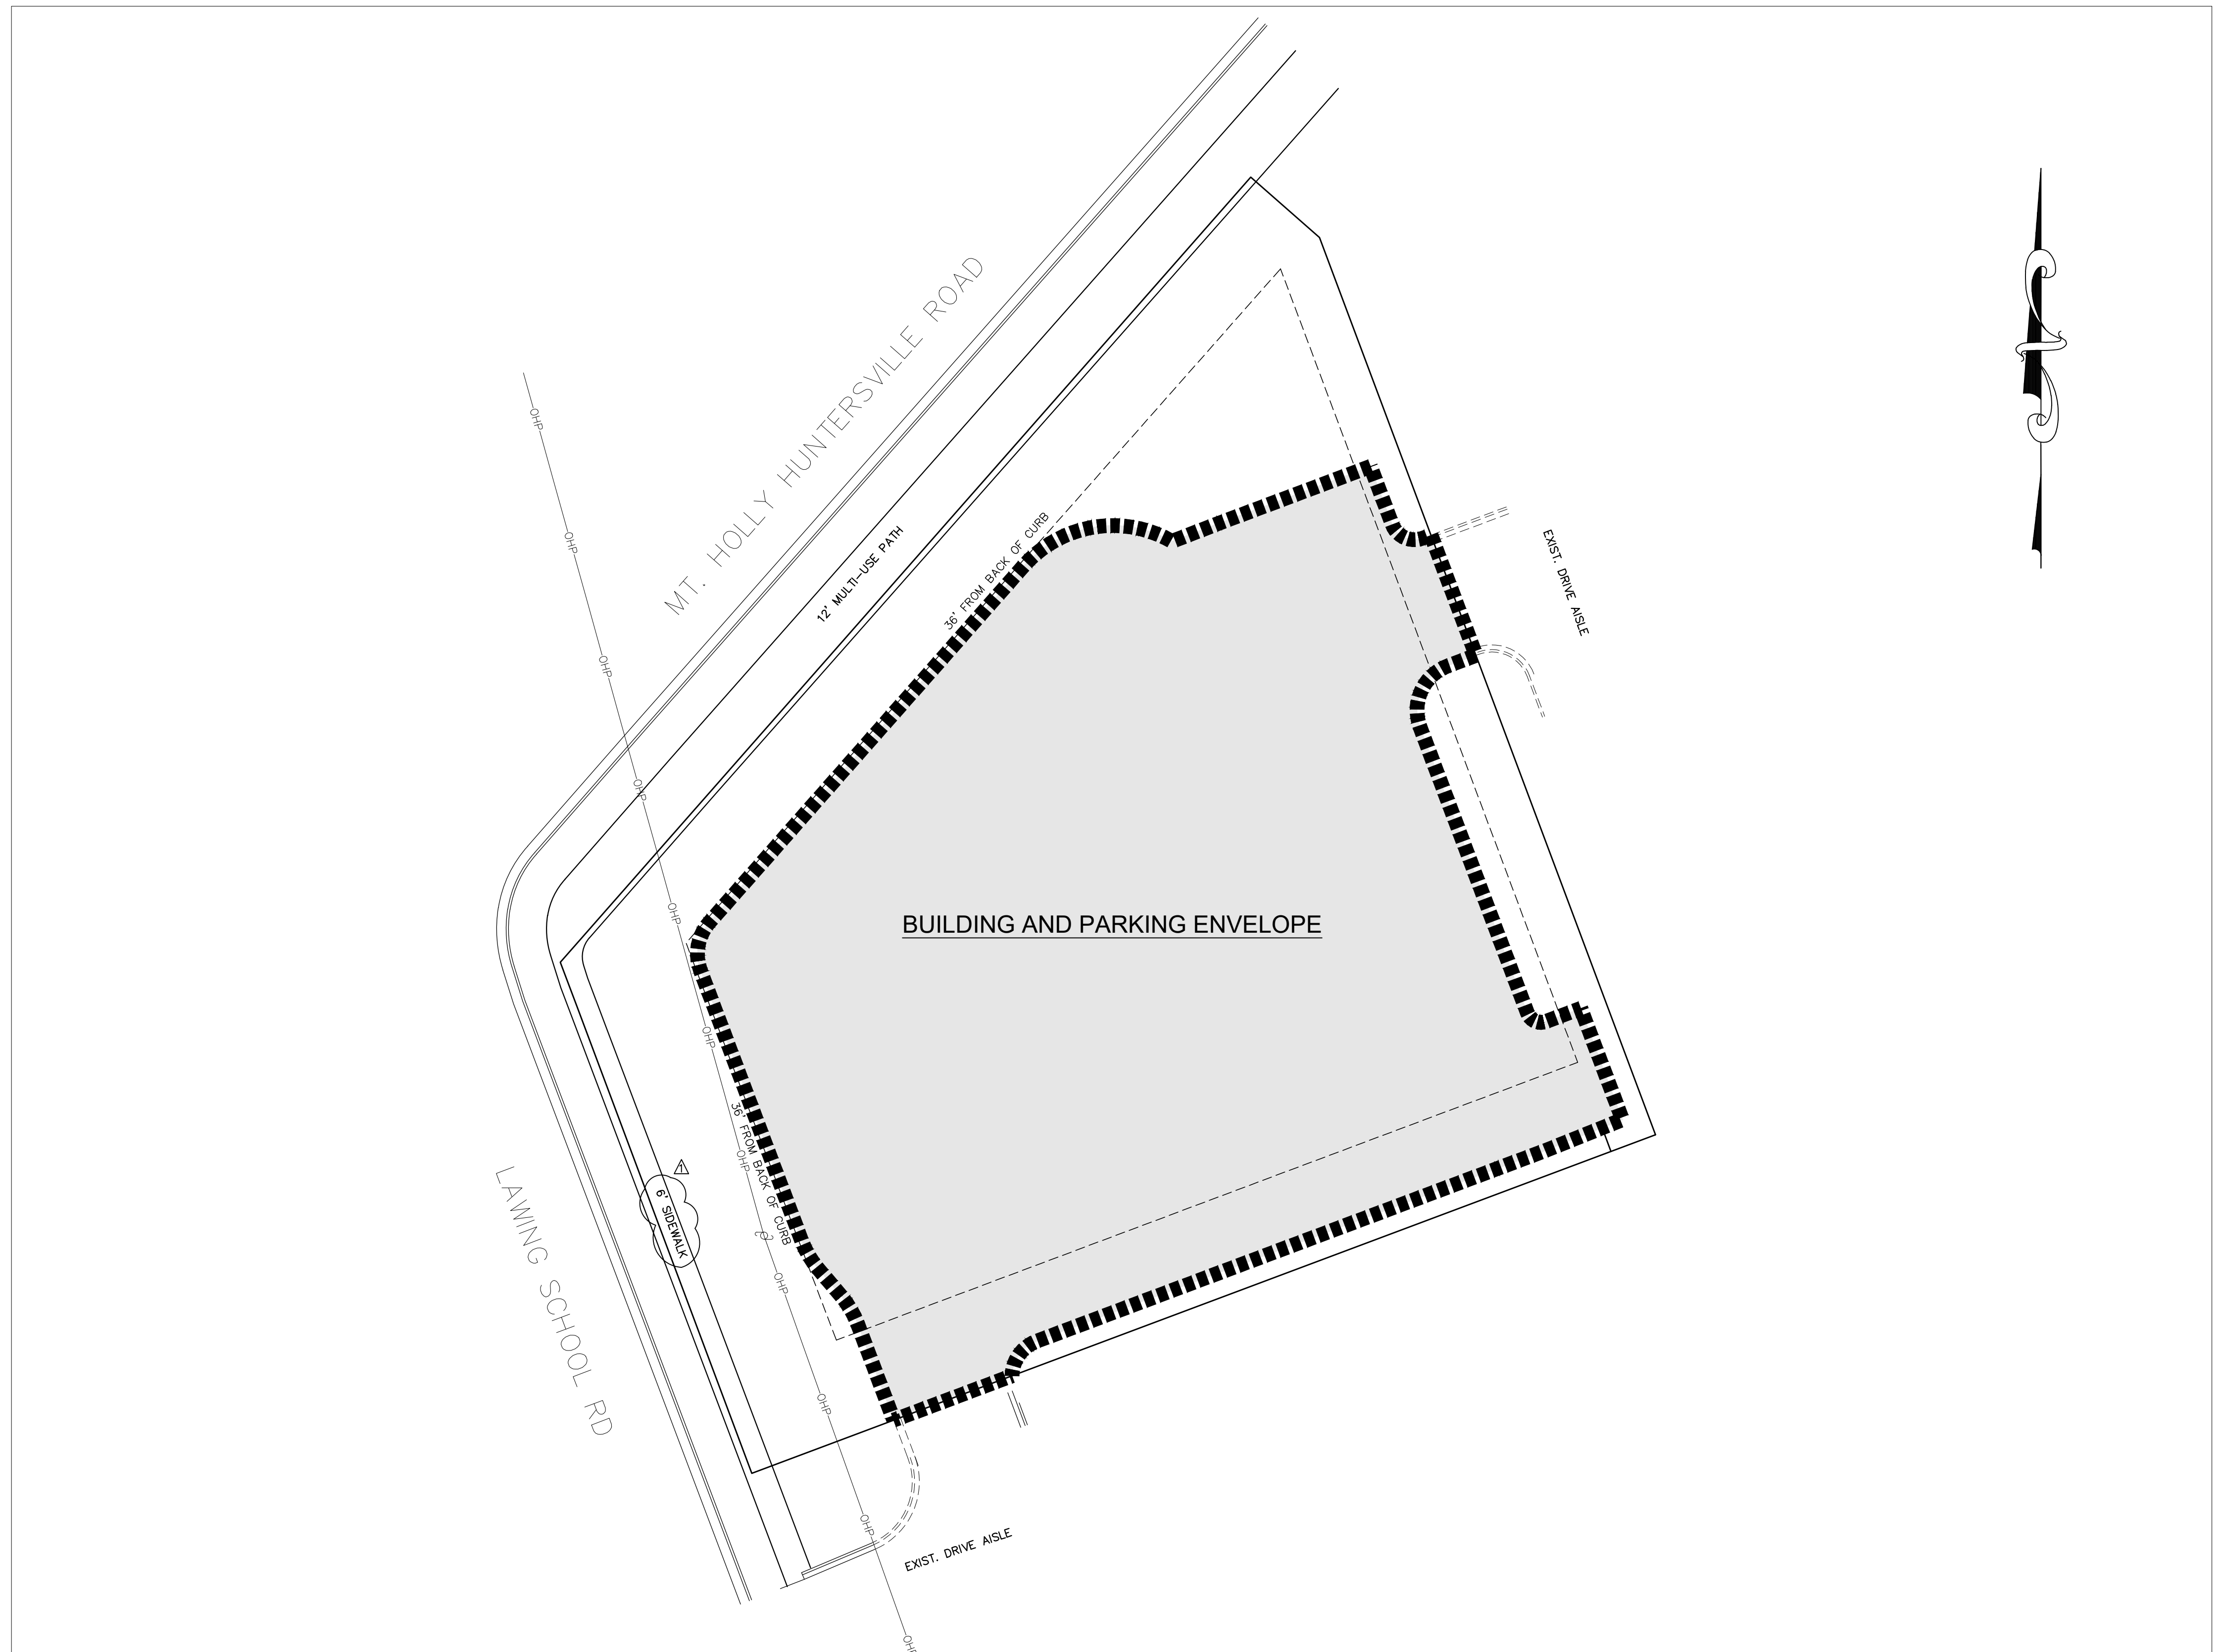 MT. HOLLY HUNTERSVILLE ROAD
OHP
OHP
12' MULTI-USE PATH
36' FROM BACK OF CURB
EXIST. DRIVE AISLE
OHP
OHP
OHP
BUILDING AND PARKING ENVELOPE
OHP
36' FROM BACK OF CURB
OHP
1
6' SIDEWALK
LAWING SCHOOL RD
OHP
OHP
OHP
EXIST. DRIVE AISLE
OHP